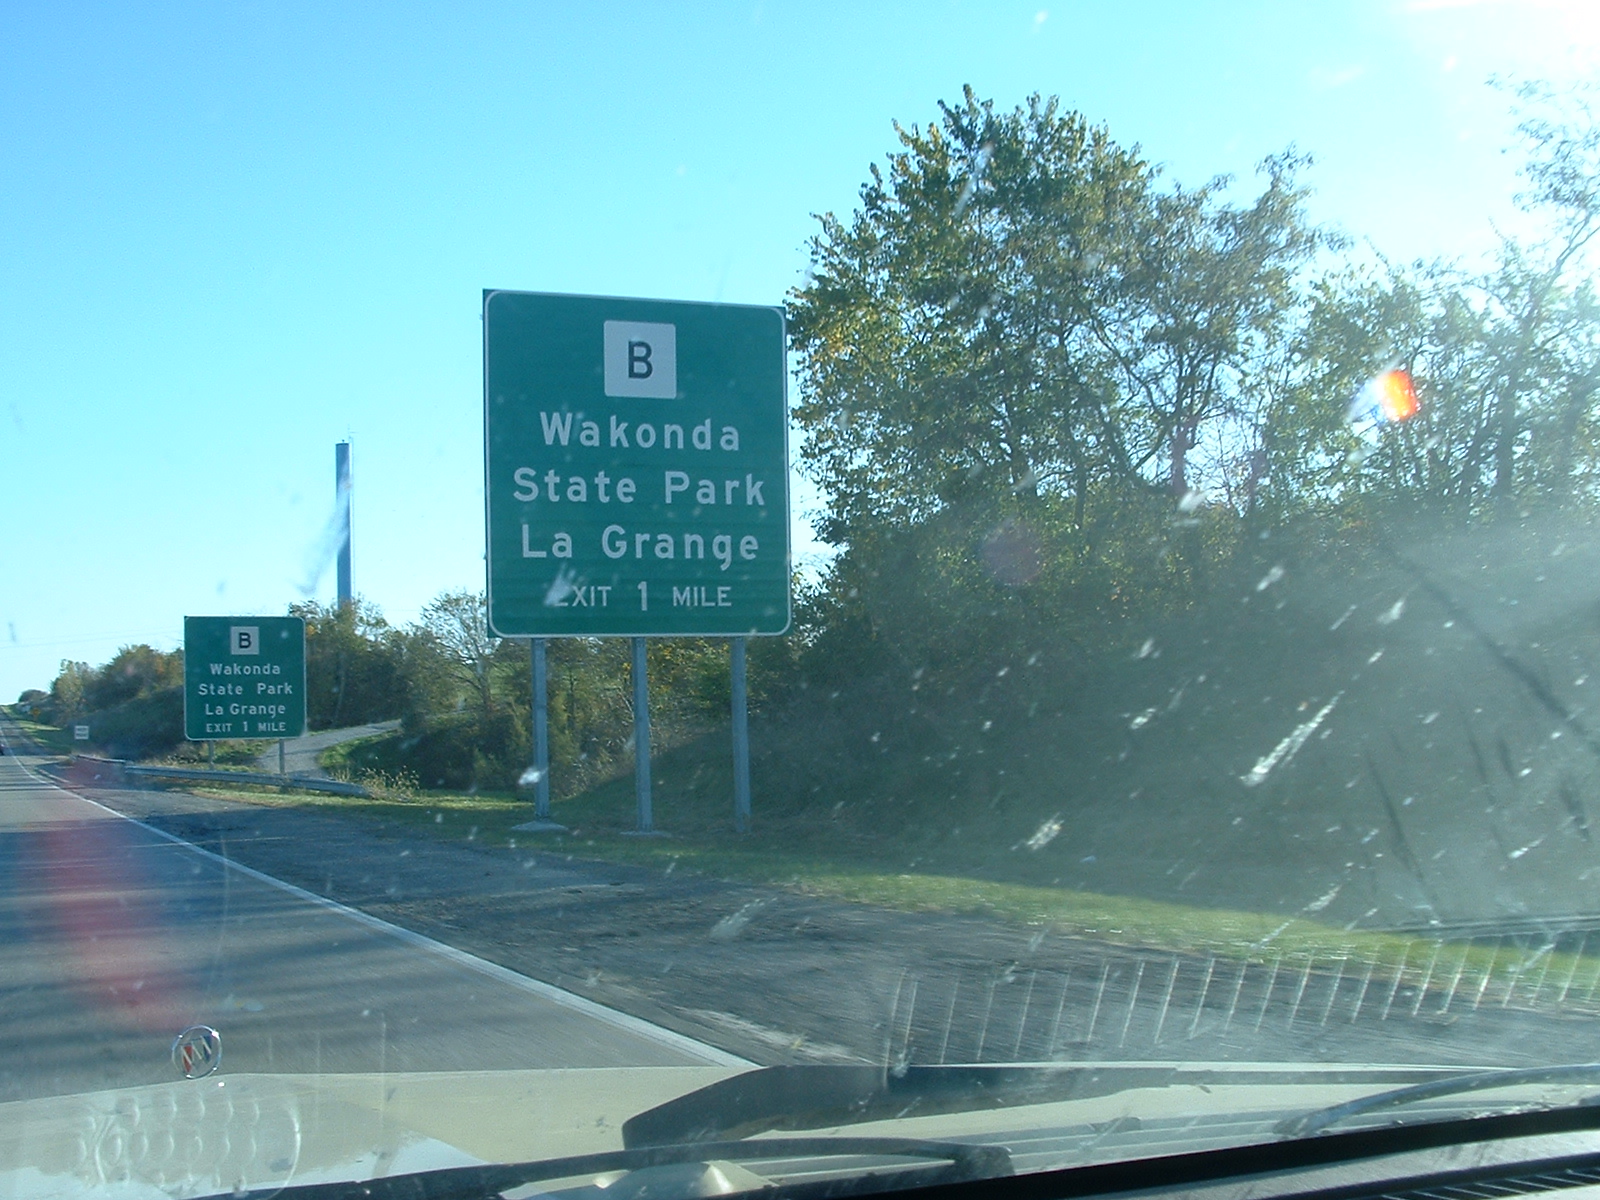 B
Wakonda
State Park
La Grange
EXIT 1 MILE
B
Wakonda
State Park
La Grange
EXIT 1 MILE